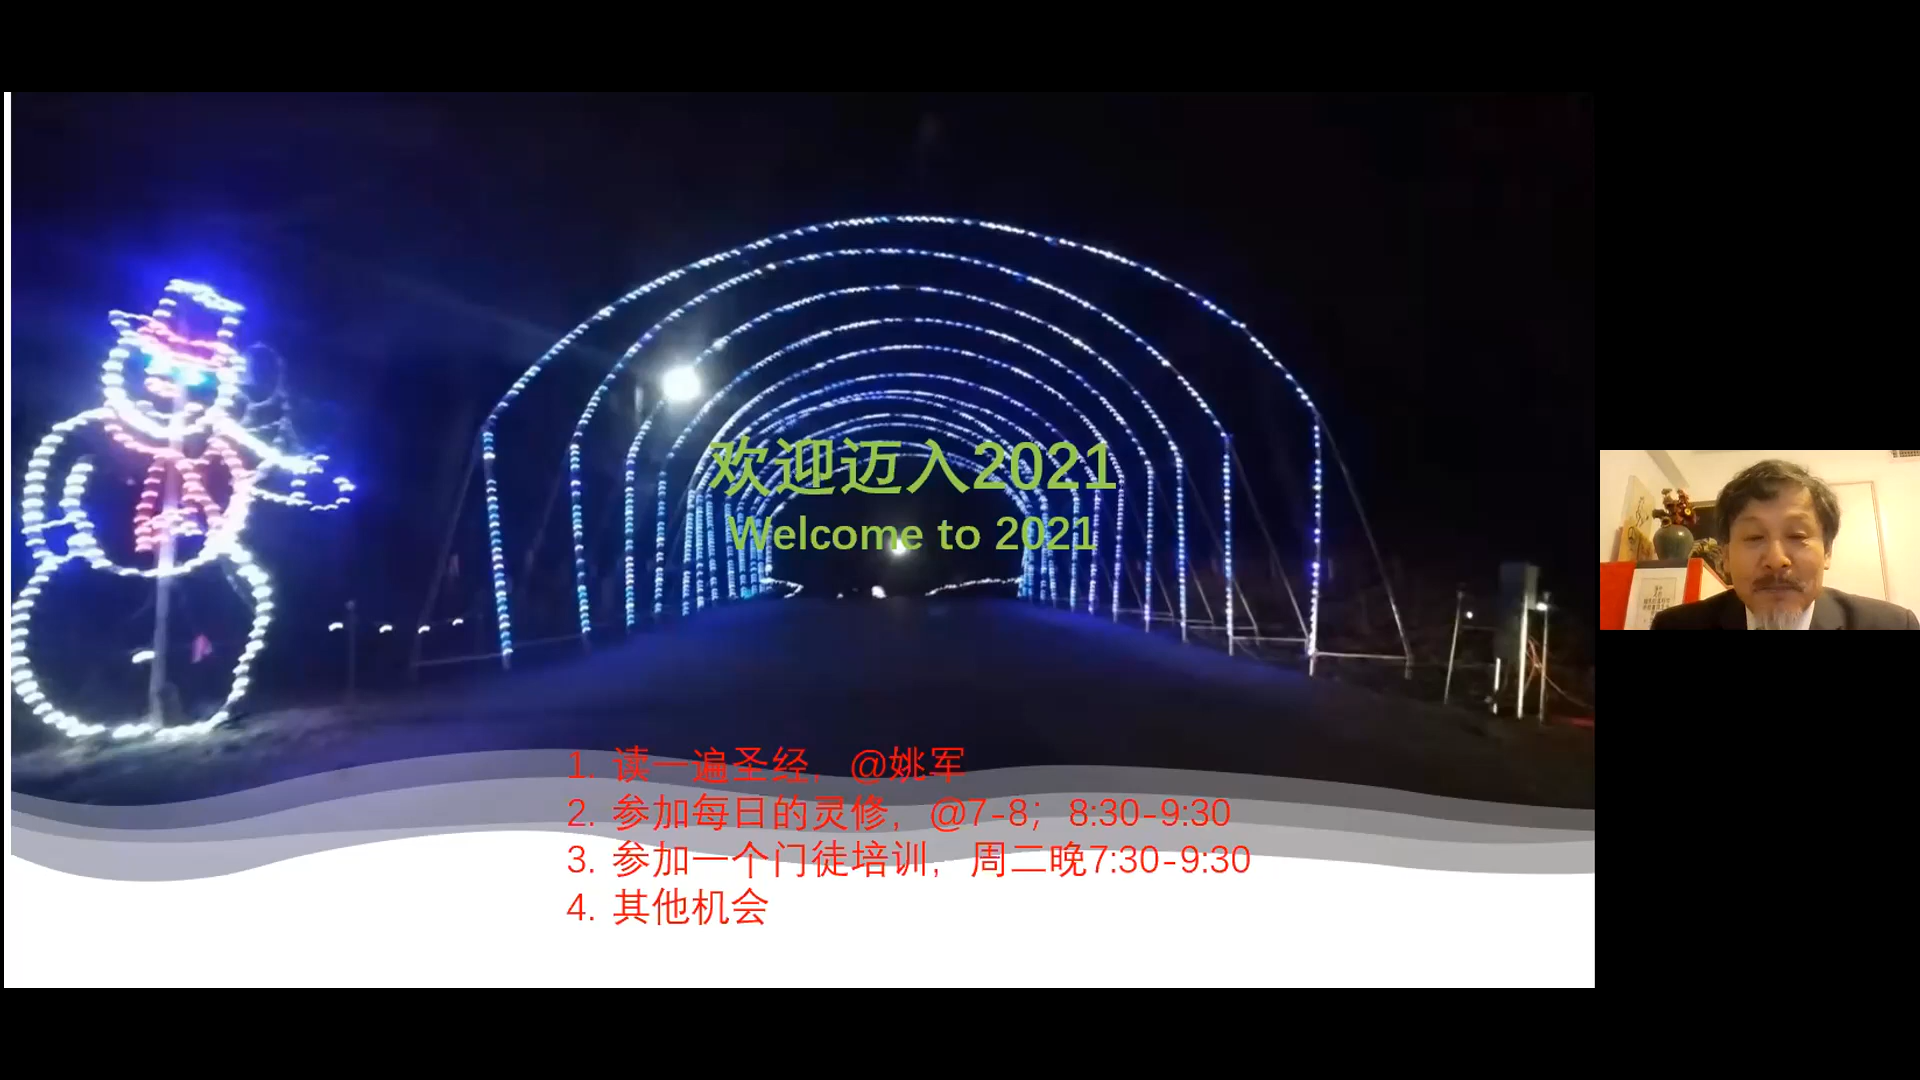 欢迎迈入2021
Welcome to 2021
1. 读一遍圣经，@姚军
2. 参加每日的灵修，@7-8；8:30-9:30
3. 参加一个门徒培训，周二晚7:30-9:30
4. 其他机会